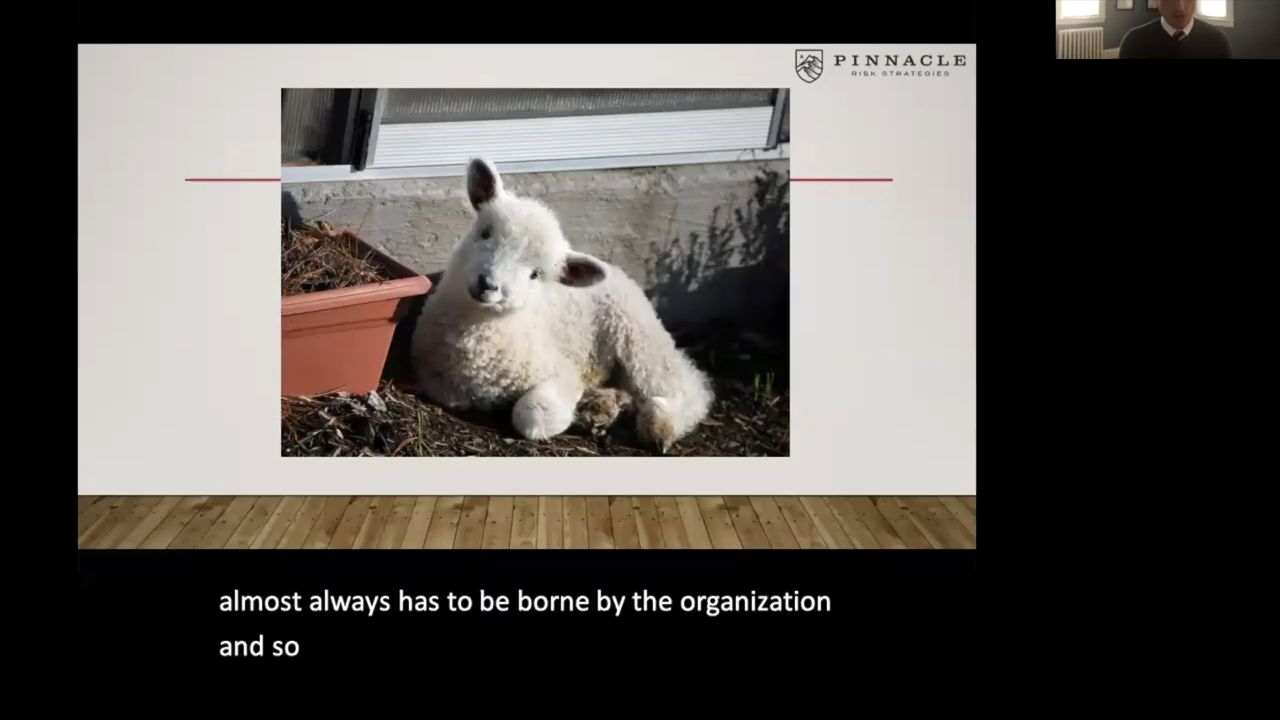 PINNACLE
RISK STRATEGIES
almost always has to be borne by the organization
and so